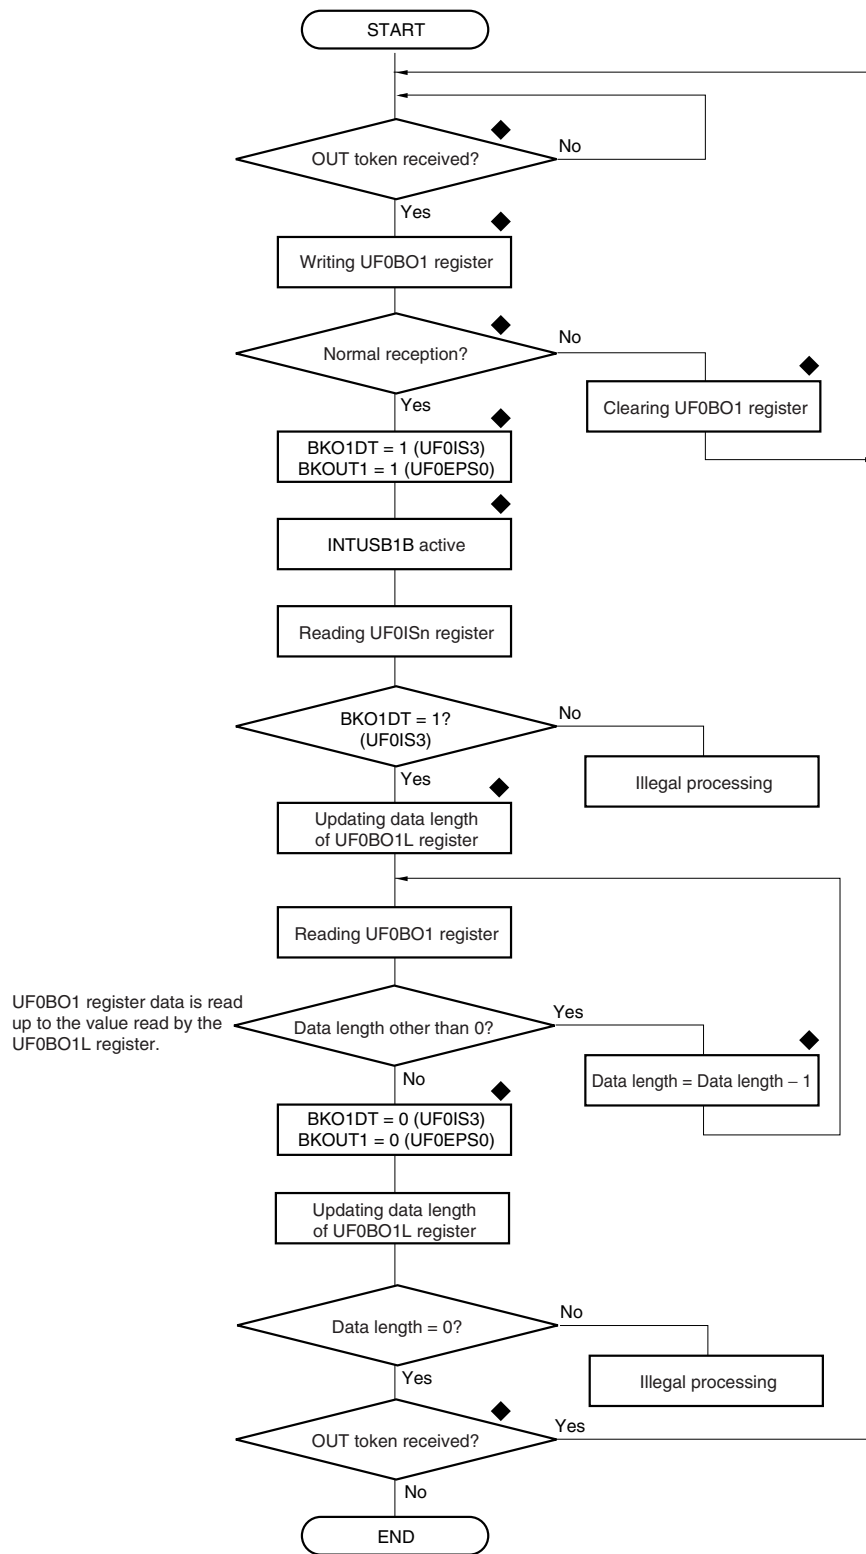 START
OUT token received?
No
Yes
Writing UF0BO1 register
Normal reception?
No
Yes
Clearing UF0BO1 register
BKO1DT = 1 (UF0IS3)
BKOUT1 = 1 (UF0EPS0)
INTUSB1B active
Reading UF0ISn register
BKO1DT = 1?
(UF0IS3)
No
Yes
Illegal processing
Updating data length
of UF0BO1L register
Reading UF0BO1 register
UF0BO1 register data is read
up to the value read by the
UF0BO1L register.
Data length other than 0?
Yes
No
Data length = Data length – 1
BKO1DT = 0 (UF0IS3)
BKOUT1 = 0 (UF0EPS0)
Updating data length
of UF0BO1L register
Data length = 0?
No
Yes
Illegal processing
OUT token received?
Yes
No
END